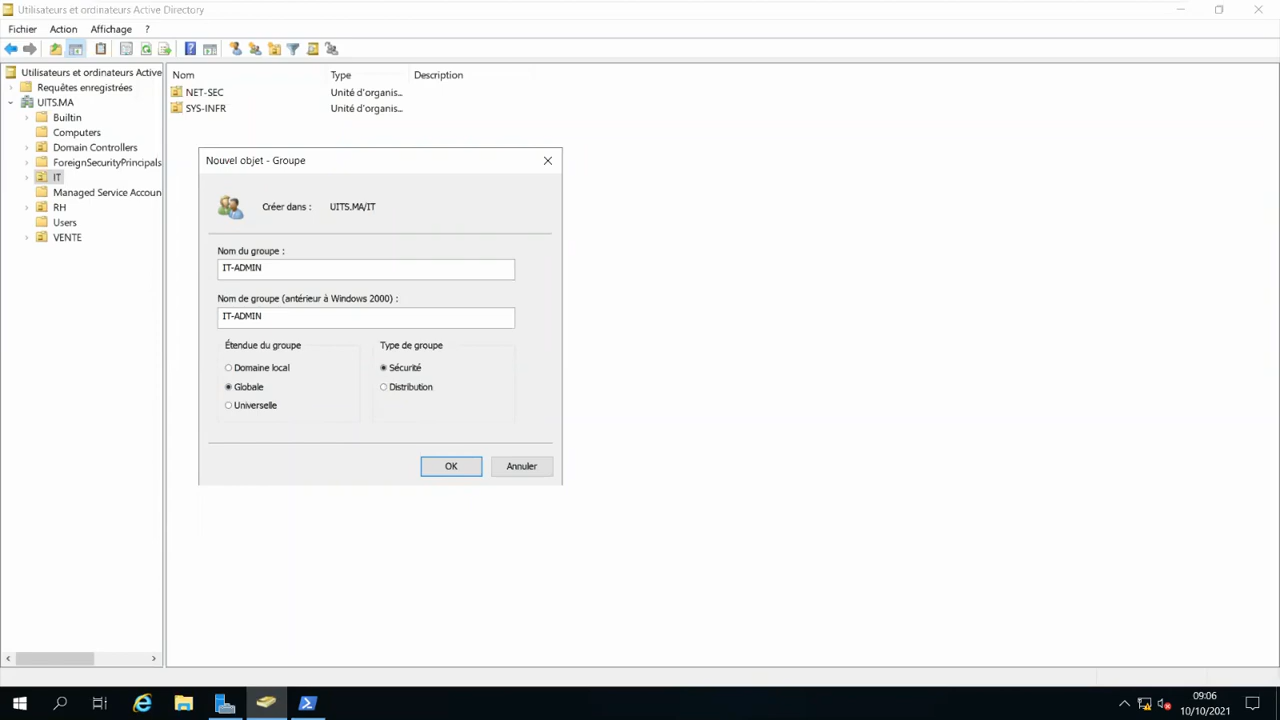 Utilisateurs et ordinateurs Active Directory
Fichier Action Affichage ?
Utilisateurs et ordinateurs Active
Requêtes enregistrées
UITS.MA
Builtin
Computers
Domain Controllers
ForeignSecurityPrincipals
IT
Managed Service Accoun
RH
Users
VENTE
Nom Type Description
NET-SEC Unité d'organis...
SYS-INFR Unité d'organis...
Nouvel objet - Groupe
Créer dans : UITS.MA/IT
Nom du groupe :
IT-ADMIN
Nom de groupe (antérieur à Windows 2000) :
IT-ADMIN
Étendue du groupe
Domaine local
Globale
Universelle
Type de groupe
Sécurité
Distribution
OK Annuler
09:06
10/10/2021